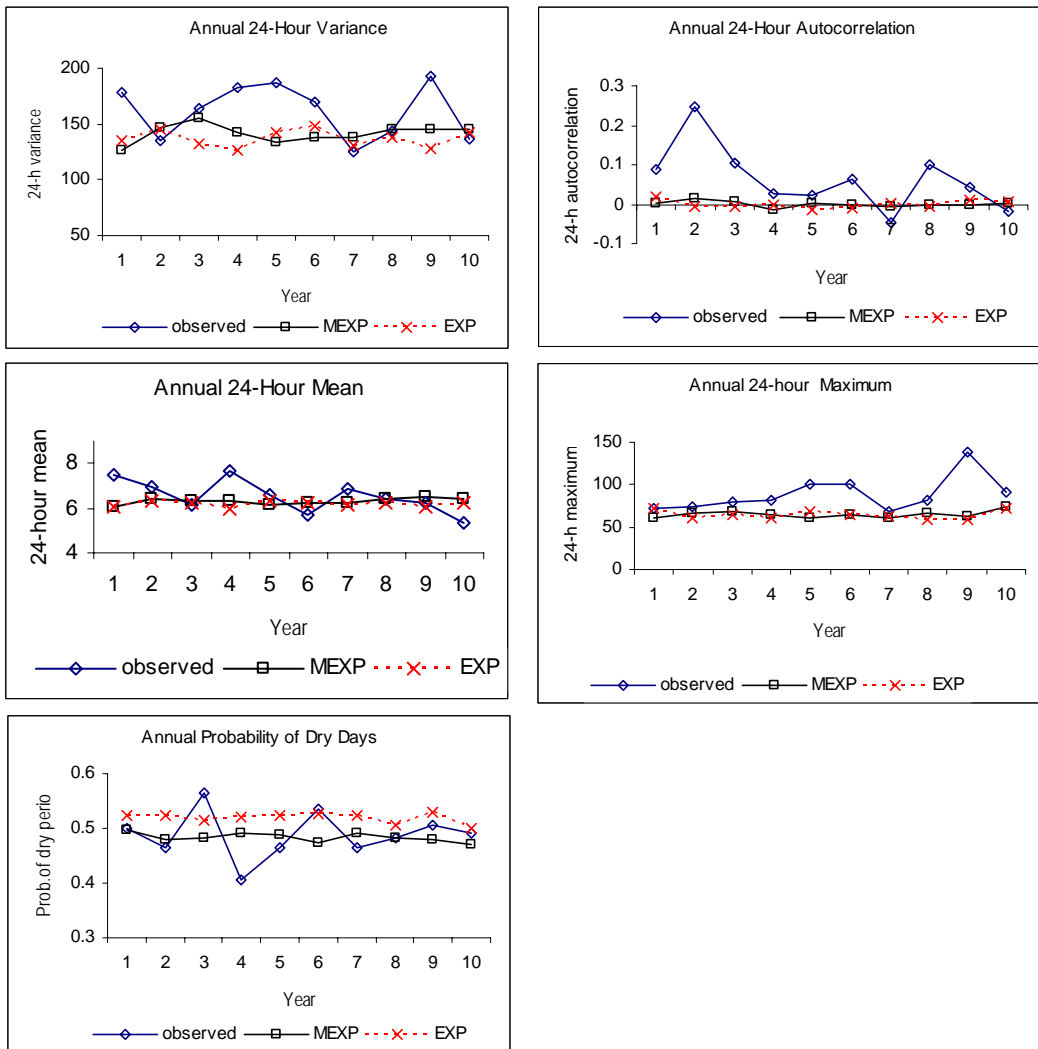 Annual 24-Hour Variance
24-h variance
200
150
100
50
1 2 3 4 5 6 7 8 9 10
Year
observed MEXP EXP
Annual 24-Hour Autocorrelation
24-h autocorrelation
0.3
0.2
0.1
0
-0.1
1 2 3 4 5 6 7 8 9 10
Year
observed MEXP EXP
Annual 24-Hour Mean
24-hour mean
8
6
4
1 2 3 4 5 6 7 8 9 10
Year
observed MEXP EXP
Annual 24-hour Maximum
24-h maximum
150
100
50
0
1 2 3 4 5 6 7 8 9 10
Year
observed MEXP EXP
Annual Probability of Dry Days
Prob.of dry perio
0.6
0.5
0.4
0.3
1 2 3 4 5 6 7 8 9 10
Year
observed MEXP EXP